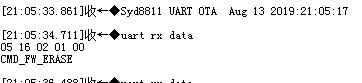 [21:05:33.861]收←◆Syd8811 UART OTA  Aug 13 2019:21:05:17
[21:05:34.711]收←◆uart rx data
05 16 02 01 00
CMD_FW_ERASE